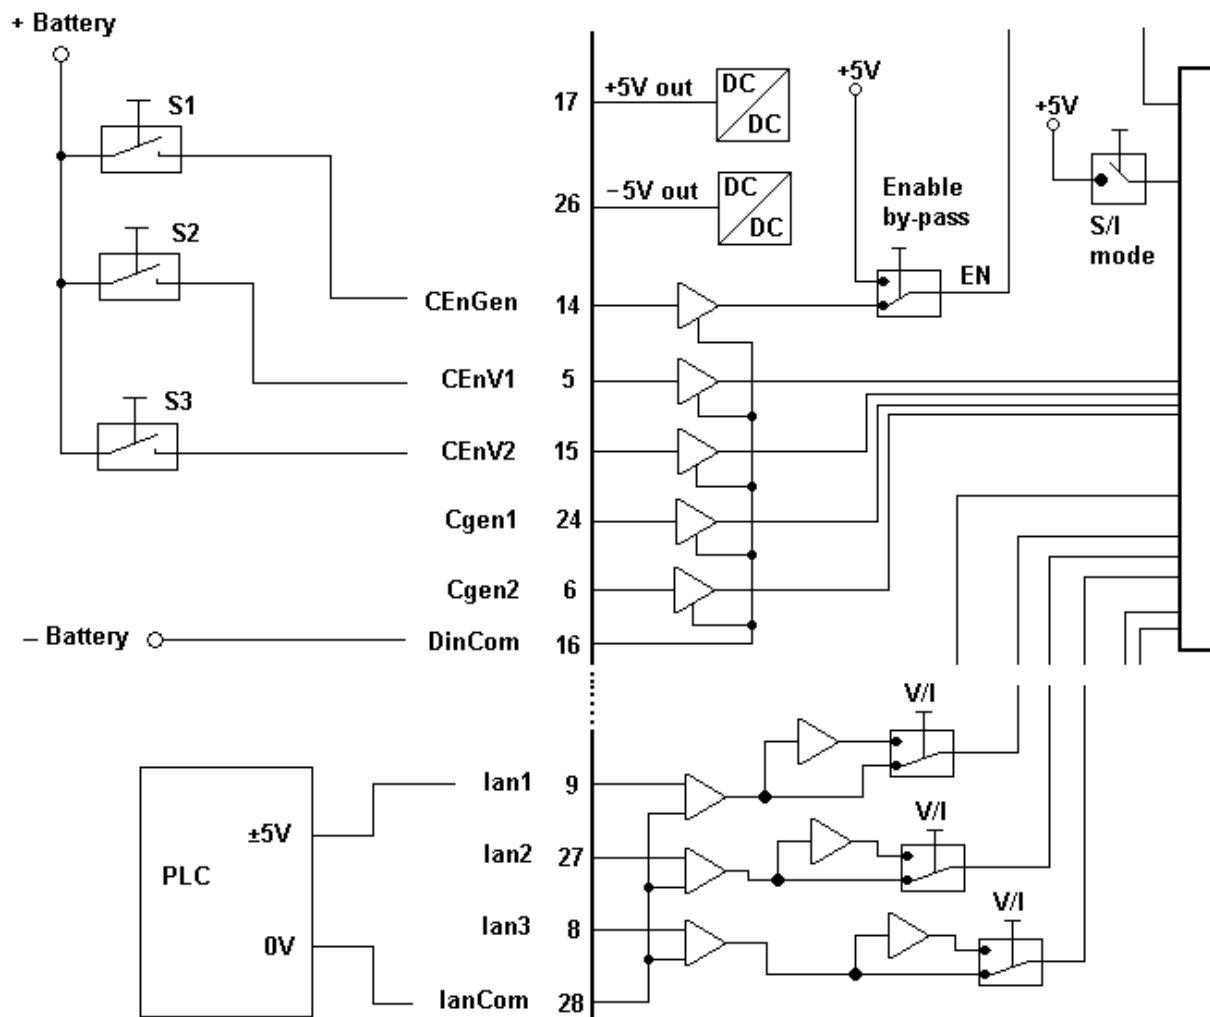 + Battery
S1
S2
S3
CEnGen
CEnV1
CEnV2
Cgen1
Cgen2
– Battery
DinCom
17
26
14
5
15
24
6
16
+5V out
DC
DC
–5V out
DC
DC
+5V
Enable
by-pass
EN
+5V
S/I
mode
PLC
±5V
0V
Ian1
Ian2
Ian3
IanCom
9
27
8
28
V/I
V/I
V/I